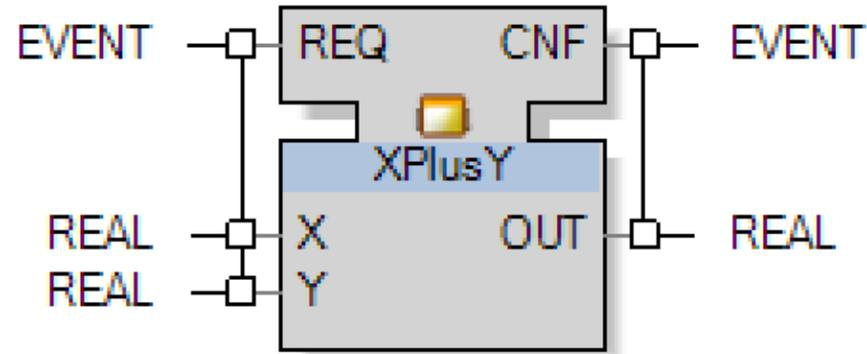 EVENT REQ CNF EVENT
XPlusY
REAL X OUT REAL
REAL Y